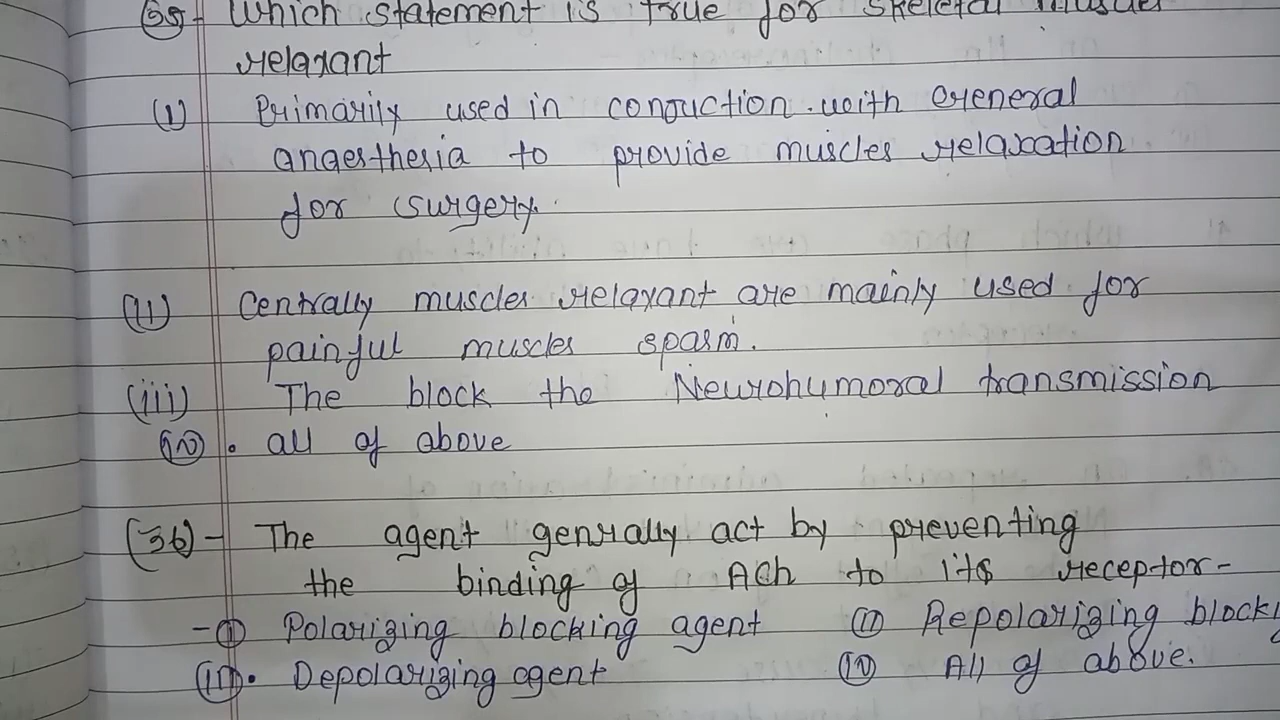 35- Which statement is true for skeletal muscles
relaxant
(i) Primarily used in conjuction with General
anaesthesia to provide muscles relaxation
for surgery.
(ii) Centrally muscles relaxant are mainly used for
painful muscles spasm.
(iii) The block the Neurohumoral transmission
(iv). all of above
(36)- The agent genrally act by preventing
the binding of ACh to its receptor-
-(i) Polarizing blocking agent (ii) Repolarizing
(iii). Depolarizing agent (iv) All of above.